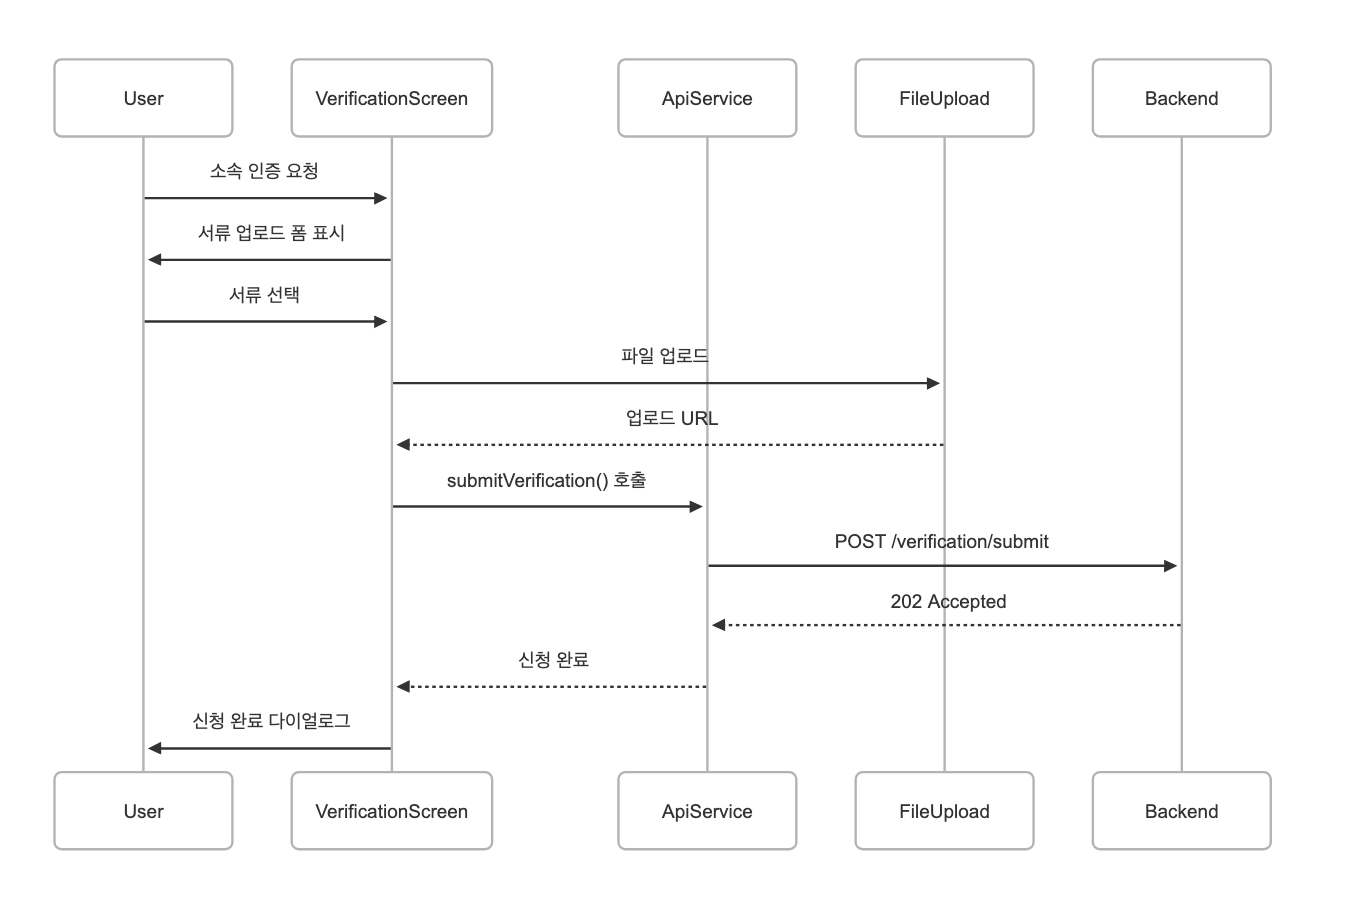 User
VerificationScreen
ApiService
FileUpload
Backend
소속 인증 요청
서류 업로드 폼 표시
서류 선택
파일 업로드
업로드 URL
submitVerification() 호출
POST /verification/submit
202 Accepted
신청 완료
신청 완료 다이얼로그
User
VerificationScreen
ApiService
FileUpload
Backend